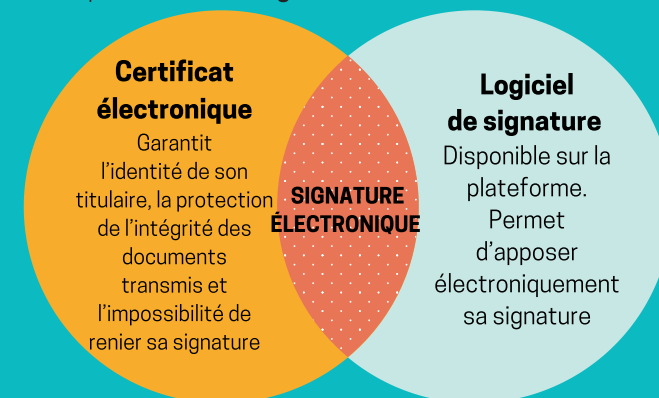 Certificat
électronique
Garantit
l'identité de son
titulaire, la protection
de l'intégrité des
documents
transmis et
l'impossibilité de
renier sa signature
SIGNATURE
ÉLECTRONIQUE
Logiciel
de signature
Disponible sur la
plateforme.
Permet
d'apposer
électroniquement
sa signature